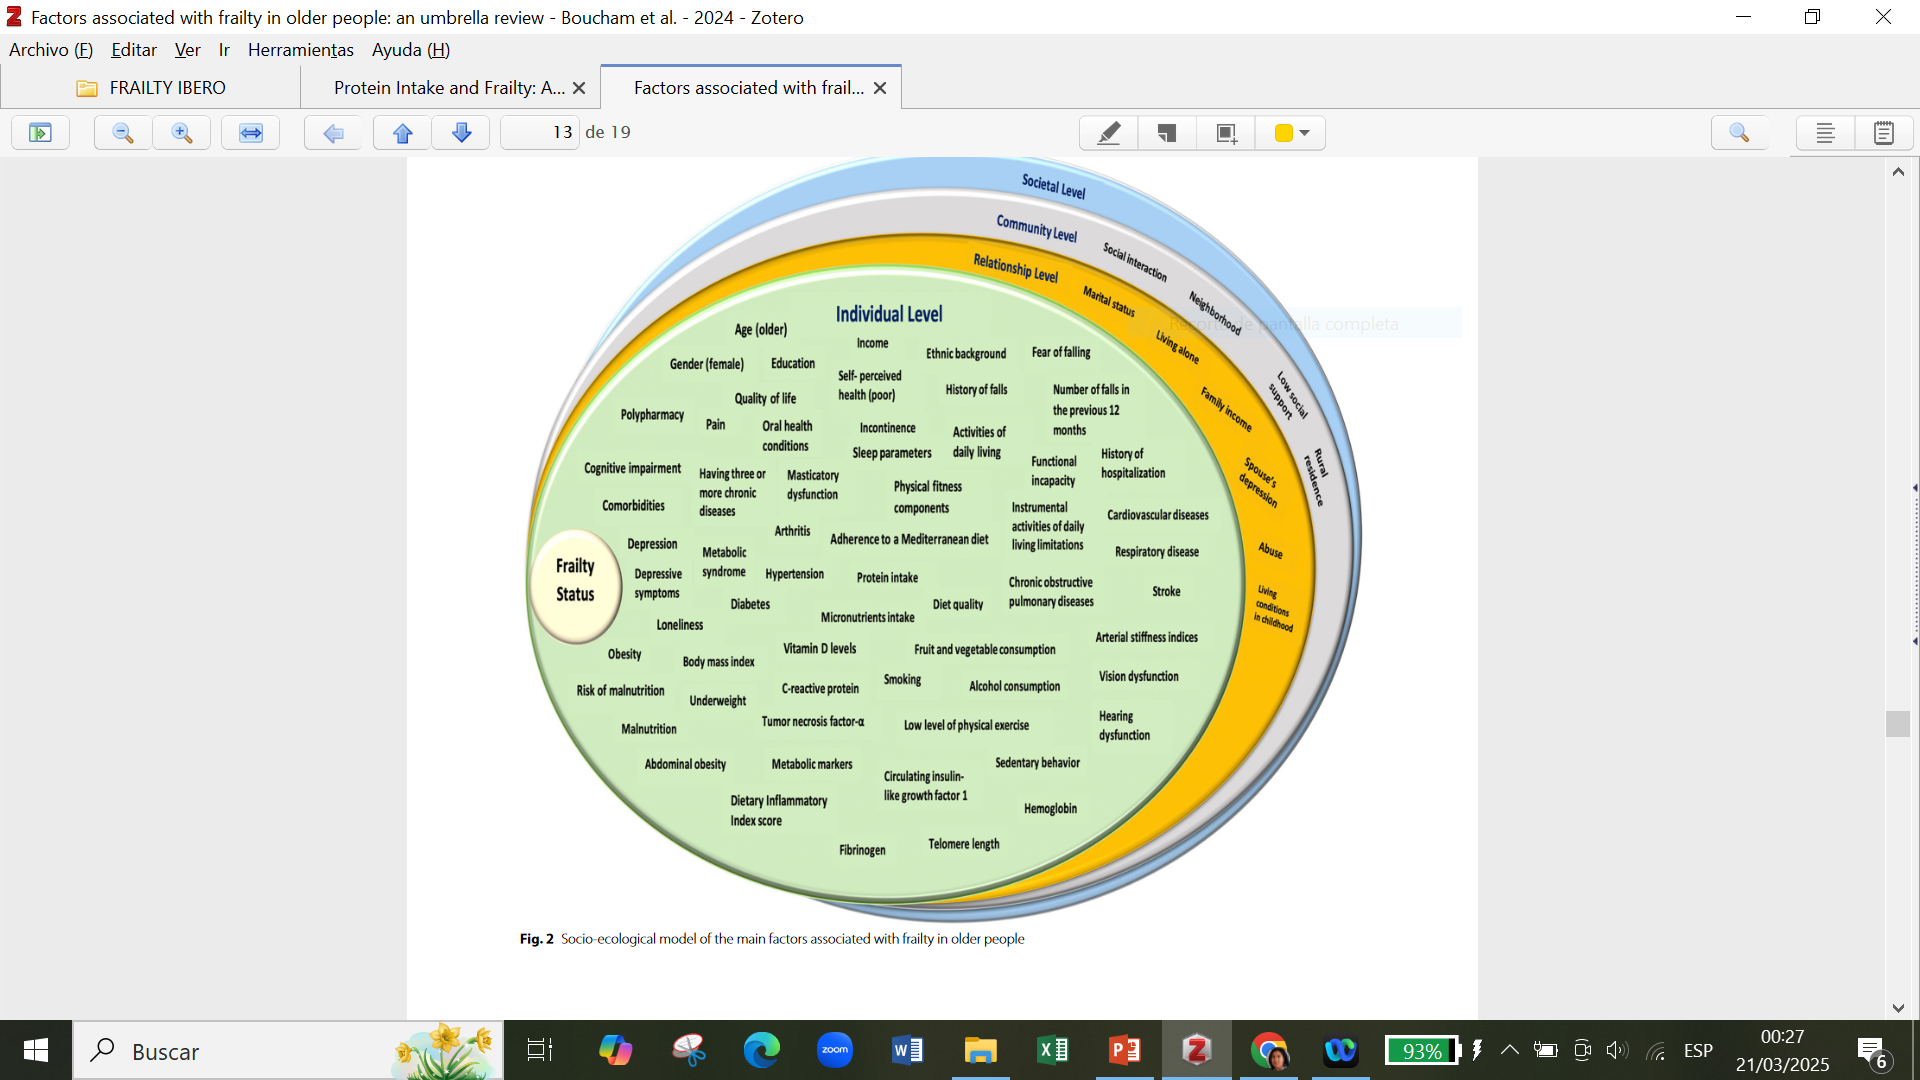 Factors associated with frailty in older people: an umbrella review - Boucham et al. - 2024 - Zotero
Archivo (F) Editar Ver Ir Herramientas Ayuda (H)
FRAILTY IBERO
Protein Intake and Frailty: A...
Factors associated with frail...
13 de 19
Societal Level
Community Level
Social interaction
Neighborhood
Low social
support
Rural
residence
Relationship Level
Marital status
Living alone
Family income
Spouse's
depression
Abuse
Living
conditions
in childhood
Recorte de pantalla completa
Individual Level
Age (older)
Income
Ethnic background
Fear of falling
Gender (female)
Education
Self- perceived
health (poor)
History of falls
Number of falls in
the previous 12
months
Quality of life
Polypharmacy
Pain
Oral health
conditions
Incontinence
Activities of
daily living
Sleep parameters
Functional
incapacity
History of
hospitalization
Cognitive impairment
Having three or
more chronic
diseases
Masticatory
dysfunction
Physical fitness
components
Comorbidities
Instrumental
activities of daily
living limitations
Cardiovascular diseases
Arthritis
Adherence to a Mediterranean diet
Depression
Metabolic
syndrome
Respiratory disease
Frailty
Status
Depressive
symptoms
Hypertension
Protein intake
Chronic obstructive
pulmonary diseases
Stroke
Diabetes
Diet quality
Micronutrients intake
Loneliness
Arterial stiffness indices
Obesity
Body mass index
Vitamin D levels
Fruit and vegetable consumption
Vision dysfunction
Risk of malnutrition
Underweight
C-reactive protein
Smoking
Alcohol consumption
Malnutrition
Tumor necrosis factor-α
Low level of physical exercise
Hearing
dysfunction
Abdominal obesity
Metabolic markers
Circulating insulin-
like growth factor 1
Sedentary behavior
Dietary Inflammatory
Index score
Hemoglobin
Fibrinogen
Telomere length
Fig. 2 Socio-ecological model of the main factors associated with frailty in older people
Buscar
zoom
93%
ESP
00:27
21/03/2025
6